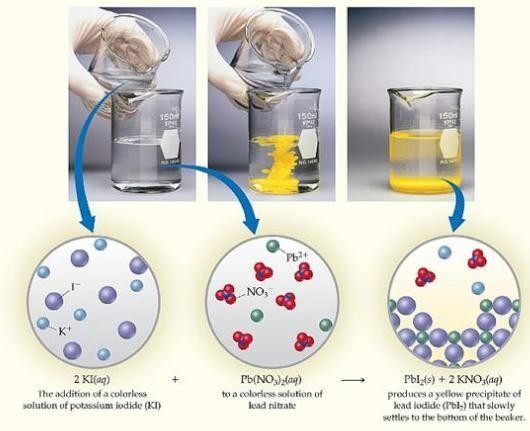 150ml
150ml
150ml
Pb2+
I−
NO3−
K+
2 KI(aq) + Pb(NO3)2(aq) → PbI2(s) + 2 KNO3(aq)
The addition of a colorless
solution of potassium iodide (KI)
to a colorless solution of
lead nitrate
produces a yellow precipitate of
lead iodide (PbI2) that slowly
settles to the bottom of the beaker.